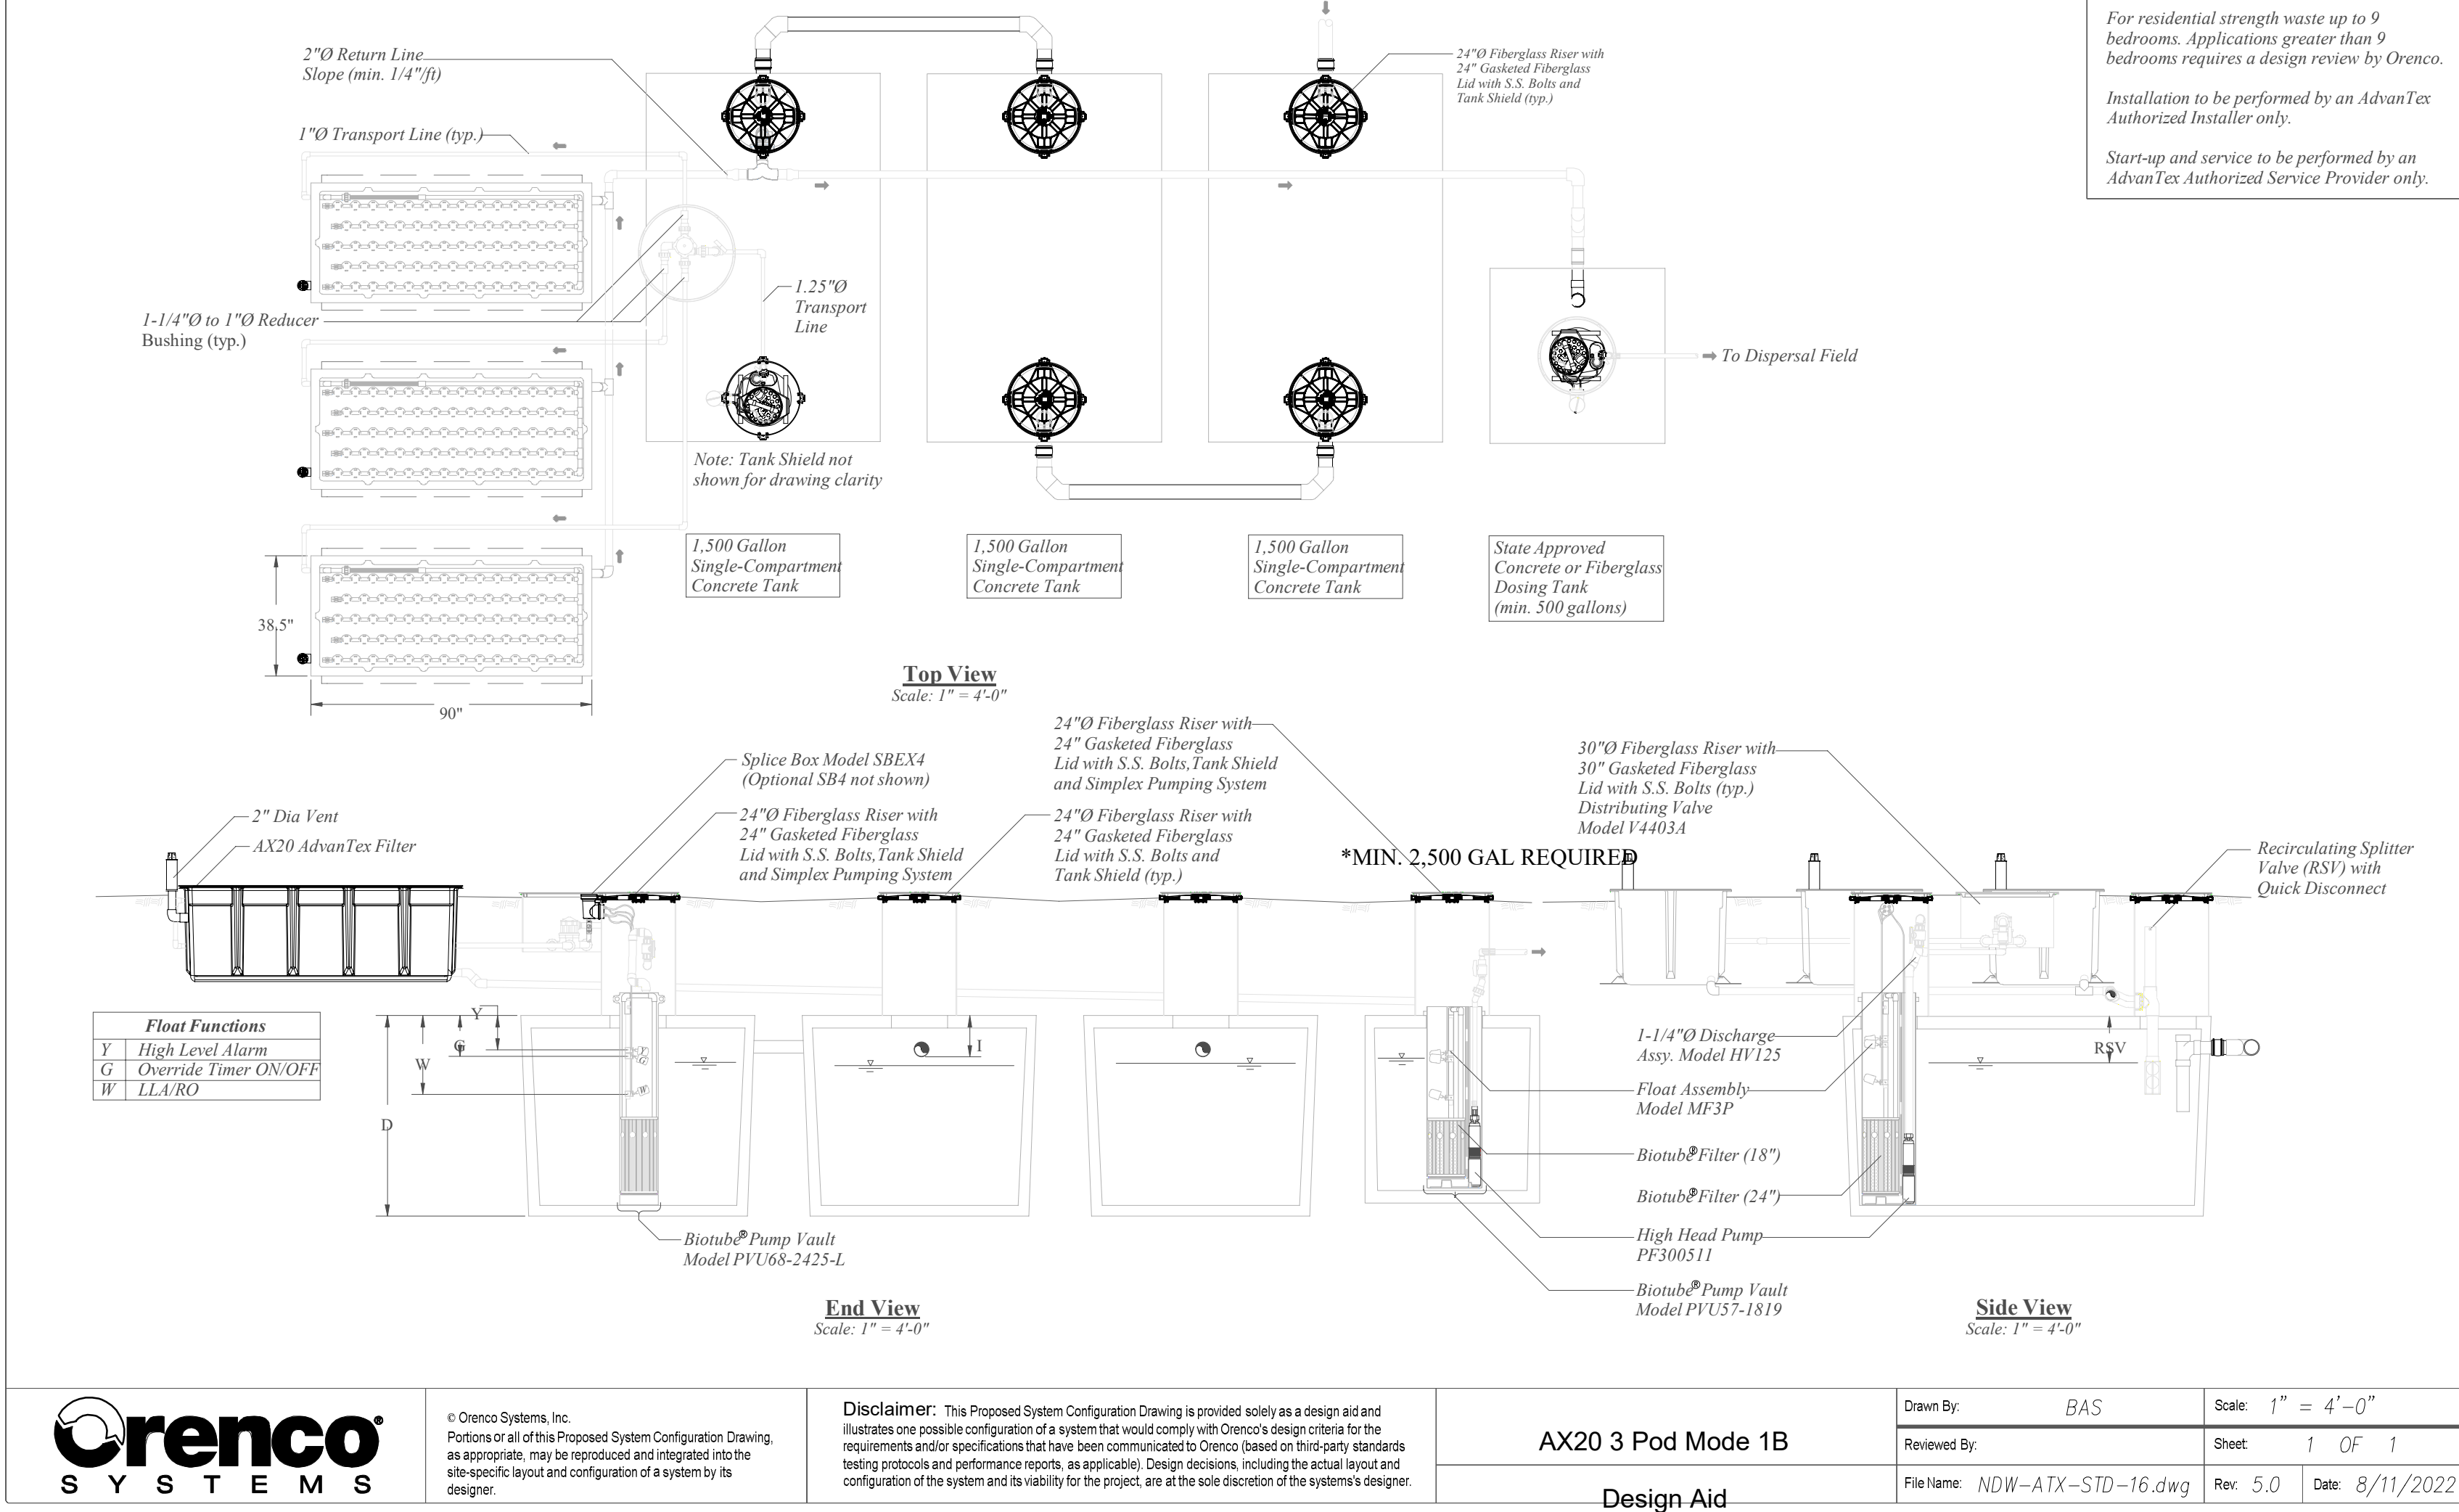 For residential strength waste up to 9
bedrooms. Applications greater than 9
bedrooms requires a design review by Orenco.
Installation to be performed by an AdvanTex
Authorized Installer only.
Start-up and service to be performed by an
AdvanTex Authorized Service Provider only.
2"Ø Return Line
Slope (min. 1/4"/ft)
1"Ø Transport Line (typ.)
24"Ø Fiberglass Riser with
24" Gasketed Fiberglass
Lid with S.S. Bolts and
Tank Shield (typ.)
1-1/4"Ø to 1"Ø Reducer
Bushing (typ.)
1.25"Ø
Transport
Line
To Dispersal Field
Note: Tank Shield not
shown for drawing clarity
1,500 Gallon
Single-Compartment
Concrete Tank
1,500 Gallon
Single-Compartment
Concrete Tank
1,500 Gallon
Single-Compartment
Concrete Tank
State Approved
Concrete or Fiberglass
Dosing Tank
(min. 500 gallons)
38.5"
90"
Top View
Scale: 1" = 4'-0"
2" Dia Vent
AX20 AdvanTex Filter
Splice Box Model SBEX4
(Optional SB4 not shown)
24"Ø Fiberglass Riser with
24" Gasketed Fiberglass
Lid with S.S. Bolts,Tank Shield
and Simplex Pumping System
24"Ø Fiberglass Riser with
24" Gasketed Fiberglass
Lid with S.S. Bolts,Tank Shield
and Simplex Pumping System
24"Ø Fiberglass Riser with
24" Gasketed Fiberglass
Lid with S.S. Bolts and
Tank Shield (typ.)
*MIN. 2,500 GAL REQUIRED
30"Ø Fiberglass Riser with
30" Gasketed Fiberglass
Lid with S.S. Bolts (typ.)
Distributing Valve
Model V4403A
Recirculating Splitter
Valve (RSV) with
Quick Disconnect
Float Functions
Y High Level Alarm
G Override Timer ON/OFF
W LLA/RO
Y
G
W
D
G
W
I
RSV
1-1/4"Ø Discharge
Assy. Model HV125
Float Assembly
Model MF3P
Biotube® Filter (18")
Biotube® Filter (24")
High Head Pump
PF300511
Biotube® Pump Vault
Model PVU57-1819
Biotube® Pump Vault
Model PVU68-2425-L
End View
Scale: 1" = 4'-0"
Side View
Scale: 1" = 4'-0"
Orenco®
SYSTEMS
© Orenco Systems, Inc.
Portions or all of this Proposed System Configuration Drawing,
as appropriate, may be reproduced and integrated into the
site-specific layout and configuration of a system by its
designer.
Disclaimer: This Proposed System Configuration Drawing is provided solely as a design aid and
illustrates one possible configuration of a system that would comply with Orenco's design criteria for the
requirements and/or specifications that have been communicated to Orenco (based on third-party standards
testing protocols and performance reports, as applicable). Design decisions, including the actual layout and
configuration of the system and its viability for the project, are at the sole discretion of the systems's designer.
AX20 3 Pod Mode 1B
Design Aid
Drawn By: BAS
Scale: 1" = 4'-0"
Reviewed By:
Sheet: 1 OF 1
File Name: NDW-ATX-STD-16.dwg
Rev: 5.0
Date: 8/11/2022